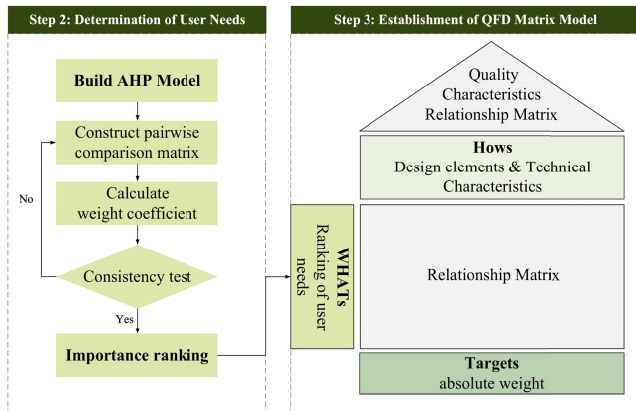 Step 2: Determination of User Needs
Build AHP Model
Construct pairwise
comparison matrix
Calculate
weight coefficient
No
Consistency test
Yes
Importance ranking
Step 3: Establishment of QFD Matrix Model
Quality
Characteristics
Relationship Matrix
Hows
Design elements & Technical
Characteristics
WHATs
Ranking of user
needs
Relationship Matrix
Targets
absolute weight